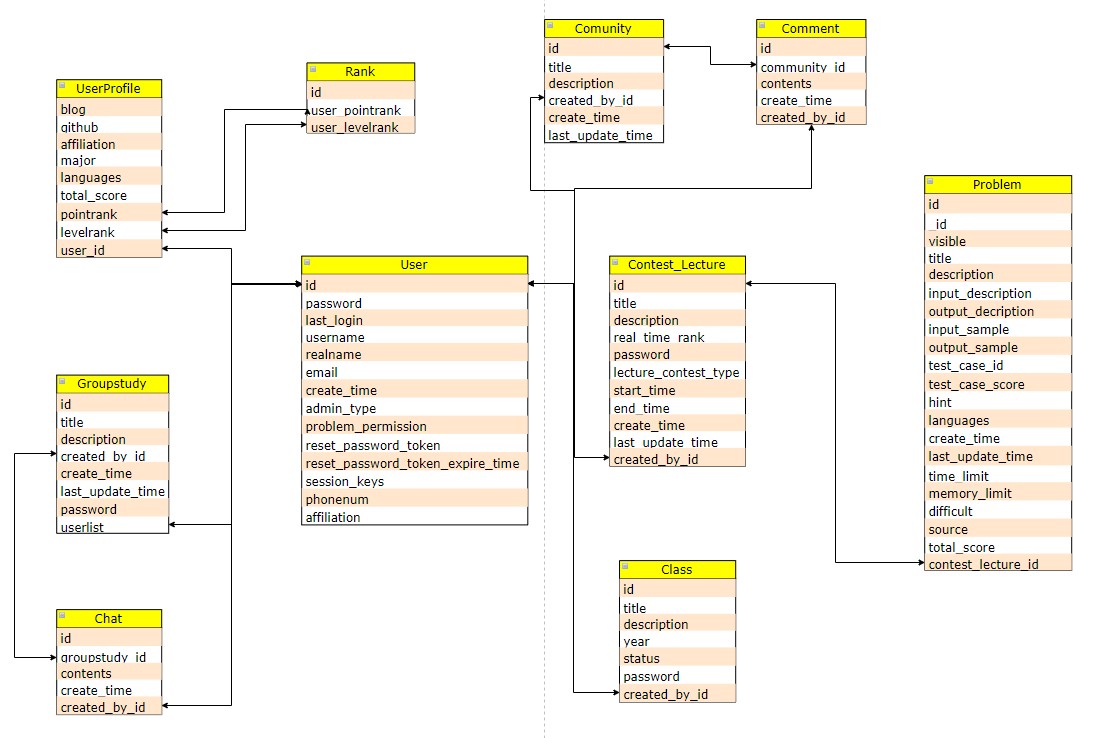 UserProfile
blog
github
affiliation
major
languages
total_score
pointrank
levelrank
user_id
Rank
id
user_pointrank
user_levelrank
Comunity
id
title
description
created_by_id
create_time
last_update_time
Comment
id
community_id
contents
create_time
created_by_id
User
id
password
last_login
username
realname
email
create_time
admin_type
problem_permission
reset_password_token
reset_password_token_expire_time
session_keys
phonenum
affiliation
Contest_Lecture
id
title
description
real_time_rank
password
lecture_contest_type
start_time
end_time
create_time
last_update_time
created_by_id
Problem
id
_id
visible
title
description
input_description
output_decription
input_sample
output_sample
test_case_id
test_case_score
hint
languages
create_time
last_update_time
time_limit
memory_limit
difficult
source
total_score
contest_lecture_id
Groupstudy
id
title
description
created_by_id
create_time
last_update_time
password
userlist
Chat
id
groupstudy_id
contents
create_time
created_by_id
Class
id
title
description
year
status
password
created_by_id